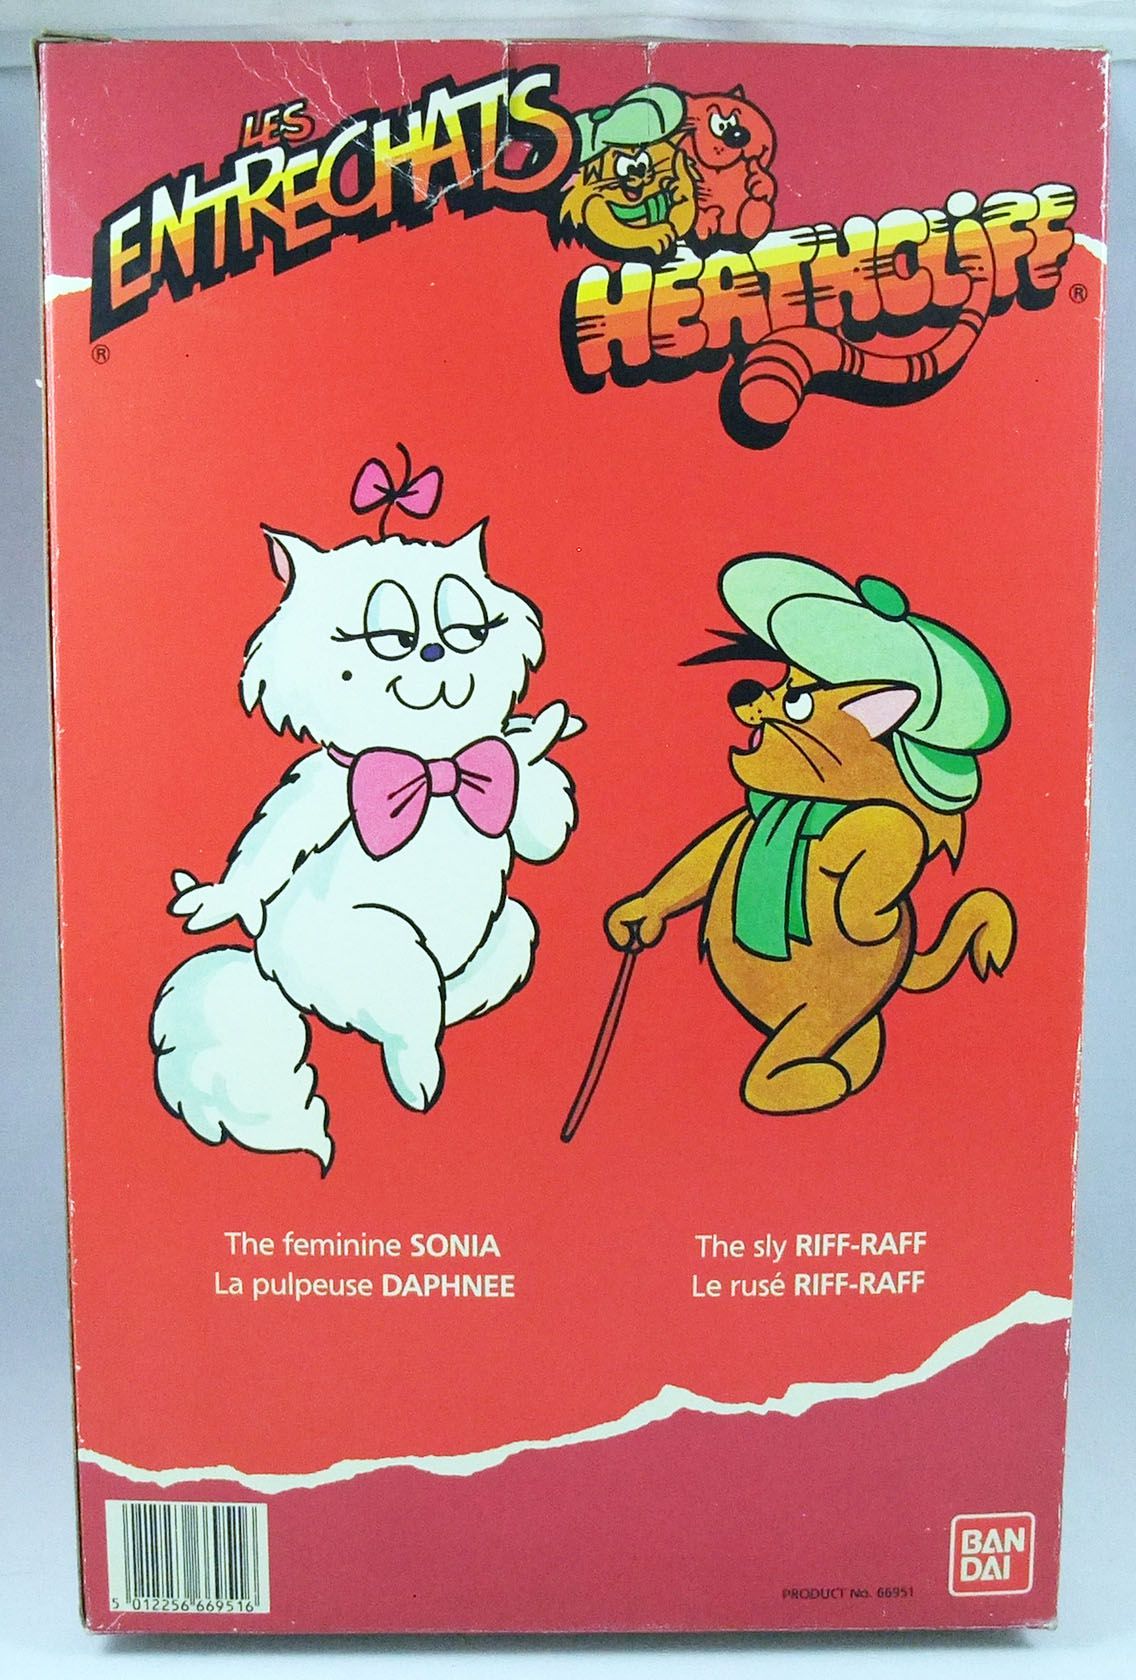 LES
ENTRECHATS
®
HEATHCLIFF
®
The feminine SONIA
La pulpeuse DAPHNEE
The sly RIFF-RAFF
Le rusé RIFF-RAFF
5 012256 669516
PRODUCT No. 66951
BAN
DAI